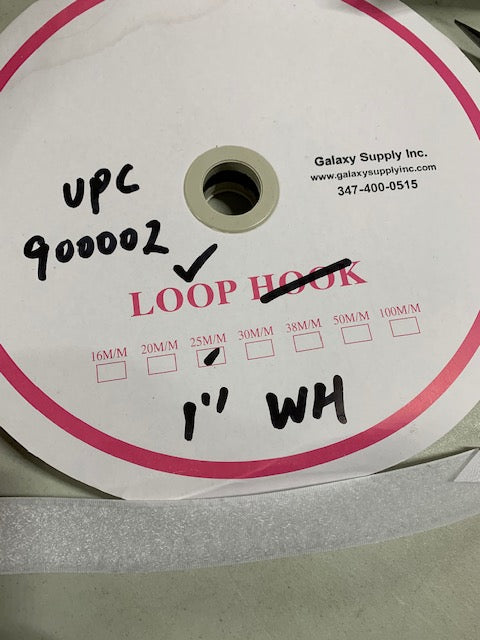 Galaxy Supply Inc.
www.galaxysupplyinc.com
347-400-0515
UPC
900002
LOOP HOOK
16M/M 20M/M 25M/M 30M/M 38M/M 50M/M 100M/M
1" WH